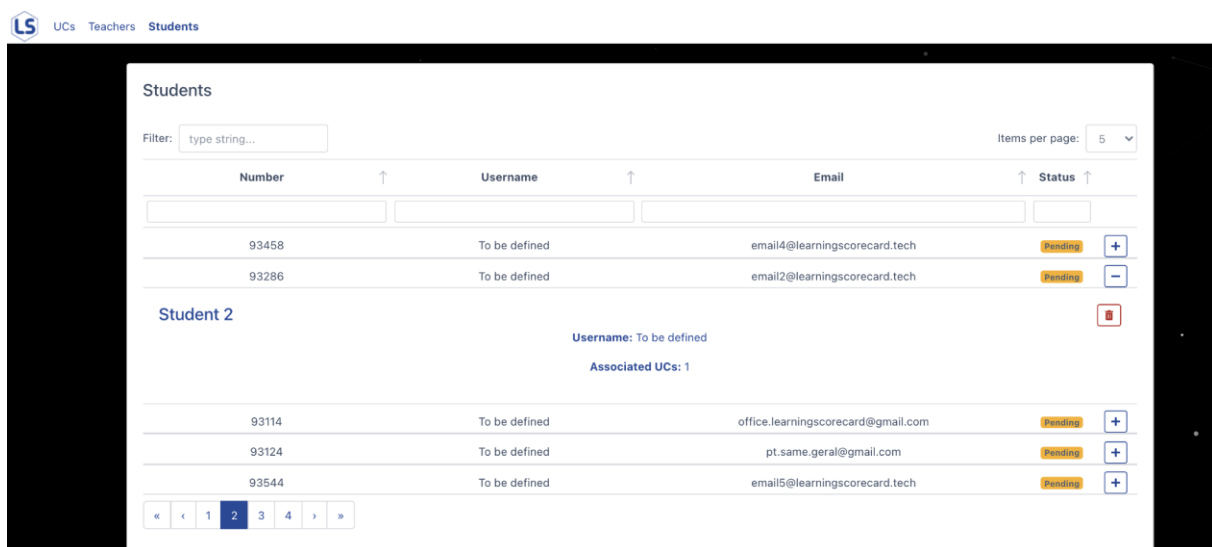 LS UCs Teachers Students
Students
Filter: type string... Items per page: 5
Number ↑ Username ↑ Email ↑ Status ↑
93458 To be defined email4@learningscorecard.tech Pending +
93286 To be defined email2@learningscorecard.tech Pending −
Student 2
Username: To be defined
Associated UCs: 1
93114 To be defined office.learningscorecard@gmail.com Pending +
93124 To be defined pt.same.geral@gmail.com Pending +
93544 To be defined email5@learningscorecard.tech Pending +
« ‹ 1 2 3 4 › »